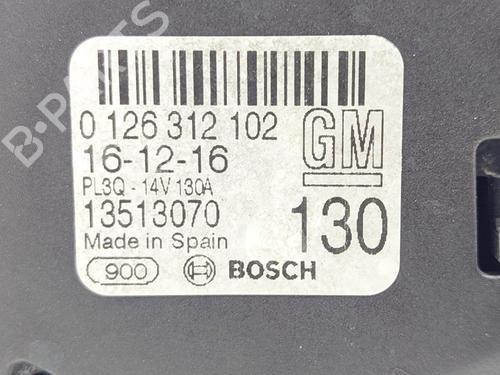 0 126 312 102
GM
16-12-16
PL3Q - 14V 130A
13513070
130
Made in Spain
900 BOSCH
B-PARTS